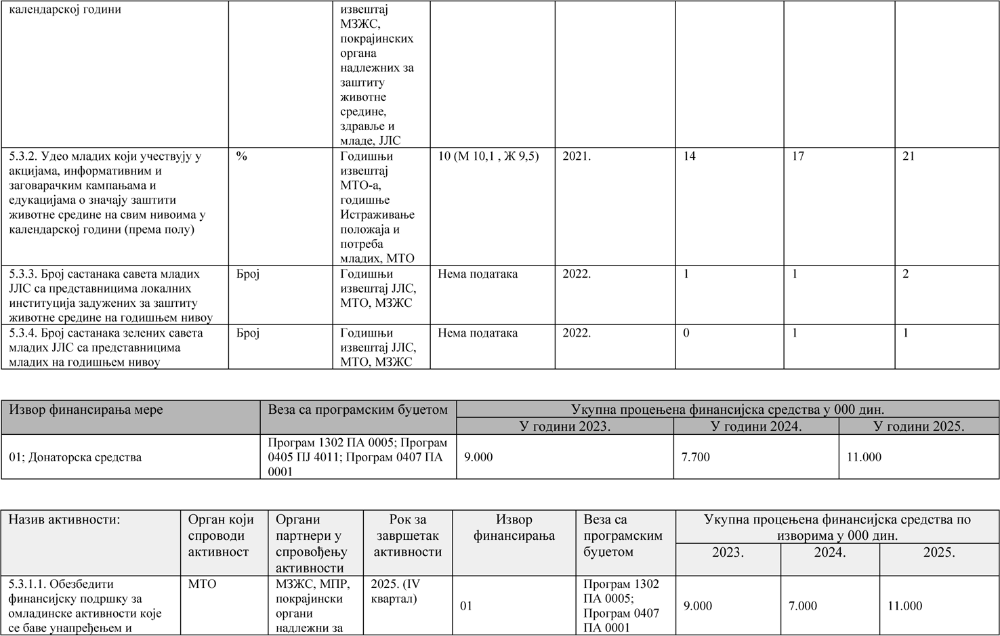 календарској години
извештај
МЗЖС,
покрајинских
органа
надлежних за
заштиту
животне
средине,
здравље и
младе, ЈЛС
5.3.2. Удео младих који учествују у
акцијама, информативним и
заговарачким кампањама и
едукацијама о значају заштити
животне средине на свим нивоима у
календарској години (према полу)
%
Годишњи
извештај
МТО-а,
годишње
Истраживање
положаја и
потреба
младих, МТО
10 (М 10,1 , Ж 9,5)
2021.
14
17
21
5.3.3. Број састанака савета младих
ЈЛС са представницима локалних
институција задужених за заштиту
животне средине на годишњем нивоу
Број
Годишњи
извештај ЈЛС,
МТО, МЗЖС
Нема података
2022.
1
1
2
5.3.4. Број састанака зелених савета
младих ЈЛС са представницима
младих на годишњем нивоу
Број
Годишњи
извештај ЈЛС,
МТО, МЗЖС
Нема података
2022.
0
1
1
Извор финансирања мере
Веза са програмским буџетом
Укупна процењена финансијска средства у 000 дин.
У години 2023.
У години 2024.
У години 2025.
01; Донаторска средства
Програм 1302 ПА 0005; Програм
0405 ПЈ 4011; Програм 0407 ПА
0001
9.000
7.700
11.000
Назив активности:
Орган који
спроводи
активност
Органи
партнери у
спровођењу
активности
Рок за
завршетак
активности
Извор
финансирања
Веза са
програмским
буџетом
Укупна процењена финансијска средства по
изворима у 000 дин.
2023.
2024.
2025.
5.3.1.1. Обезбедити
финансијску подршку за
омладинске активности које
се баве унапређењем и
МТО
МЗЖС, МПР,
покрајински
органи
надлежни за
2025. (IV
квартал)
01
Програм 1302
ПА 0005;
Програм 0407
ПА 0001
9.000
7.000
11.000